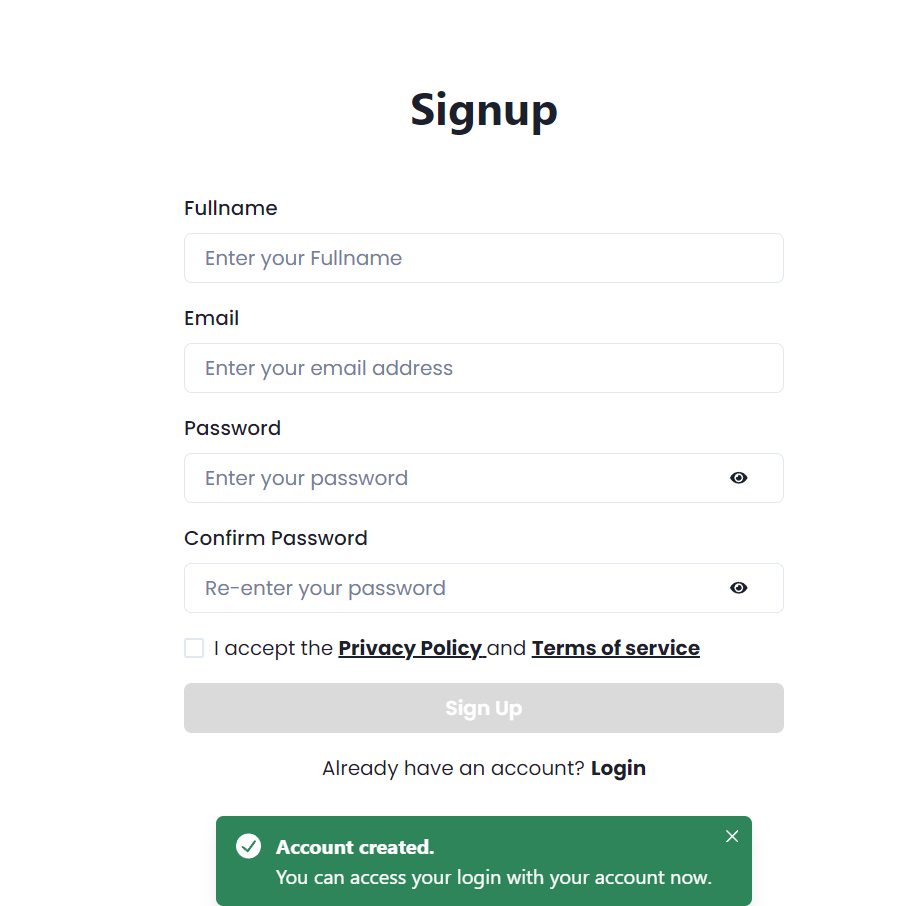 Signup
Fullname
Enter your Fullname
Email
Enter your email address
Password
Enter your password
Confirm Password
Re-enter your password
I accept the Privacy Policy and Terms of service
Sign Up
Already have an account? Login
Account created.
You can access your login with your account now.